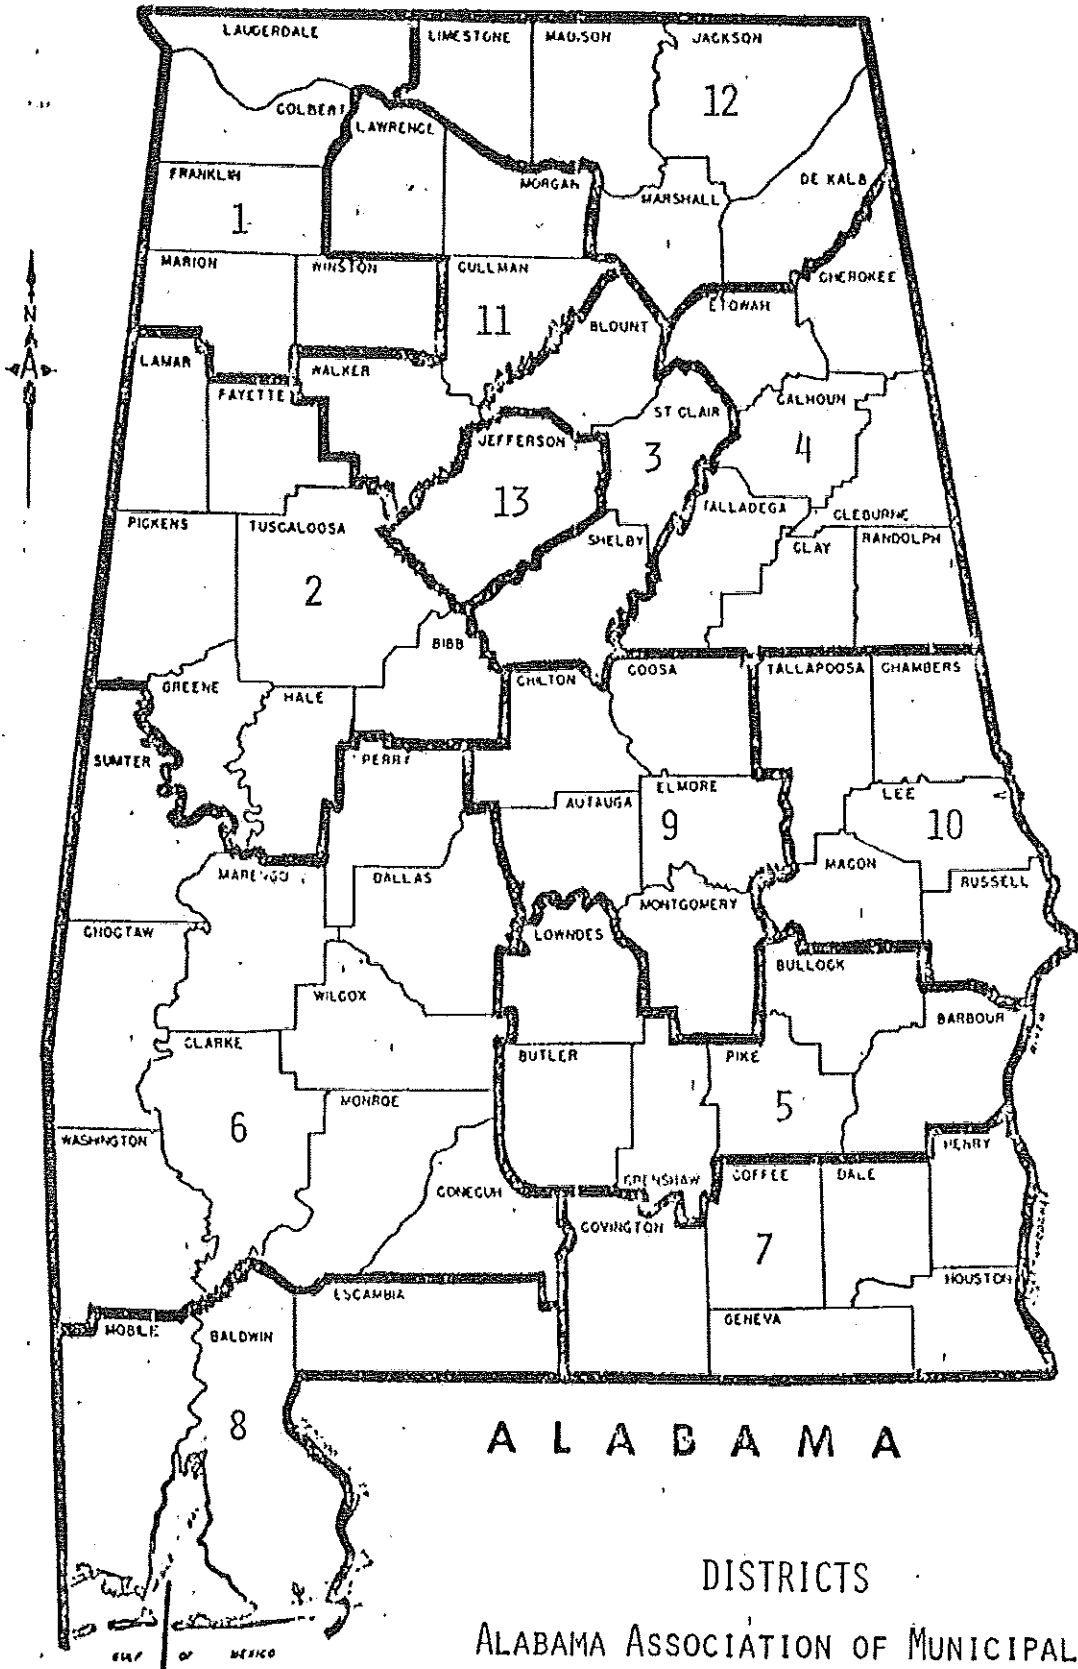 LAUDERDALE
LIMESTONE
MADISON
JACKSON
12
COLBERT
LAWRENCE
FRANKLIN
MORGAN
MARSHALL
DE KALB
1
MARION
WINSTON
CULLMAN
CHEROKEE
N
A
11
BLOUNT
ETOWAH
LAMAR
WALKER
FAYETTE
ST CLAIR
CALHOUN
JEFFERSON
3
4
13
TALLADEGA
PICKENS
TUSCALOOSA
SHELBY
CLEBURNE
CLAY
RANDOLPH
2
BIBB
GREENE
HALE
CHILTON
COOSA
TALLAPOOSA
CHAMBERS
SUMTER
PERRY
ELMORE
LEE
AUTAUGA
9
10
MARENGO
DALLAS
MACON
RUSSELL
MONTGOMERY
CHOCTAW
LOWNDES
BULLOCK
WILCOX
BARBOUR
CLARKE
BUTLER
PIKE
MONROE
5
6
WASHINGTON
HENRY
CONECUH
CRENSHAW
COFFEE
DALE
COVINGTON
7
HOUSTON
ESCAMBIA
GENEVA
MOBILE
BALDWIN
8
ALABAMA
DISTRICTS
ALABAMA ASSOCIATION OF MUNICIPAL
GULF OF MEXICO